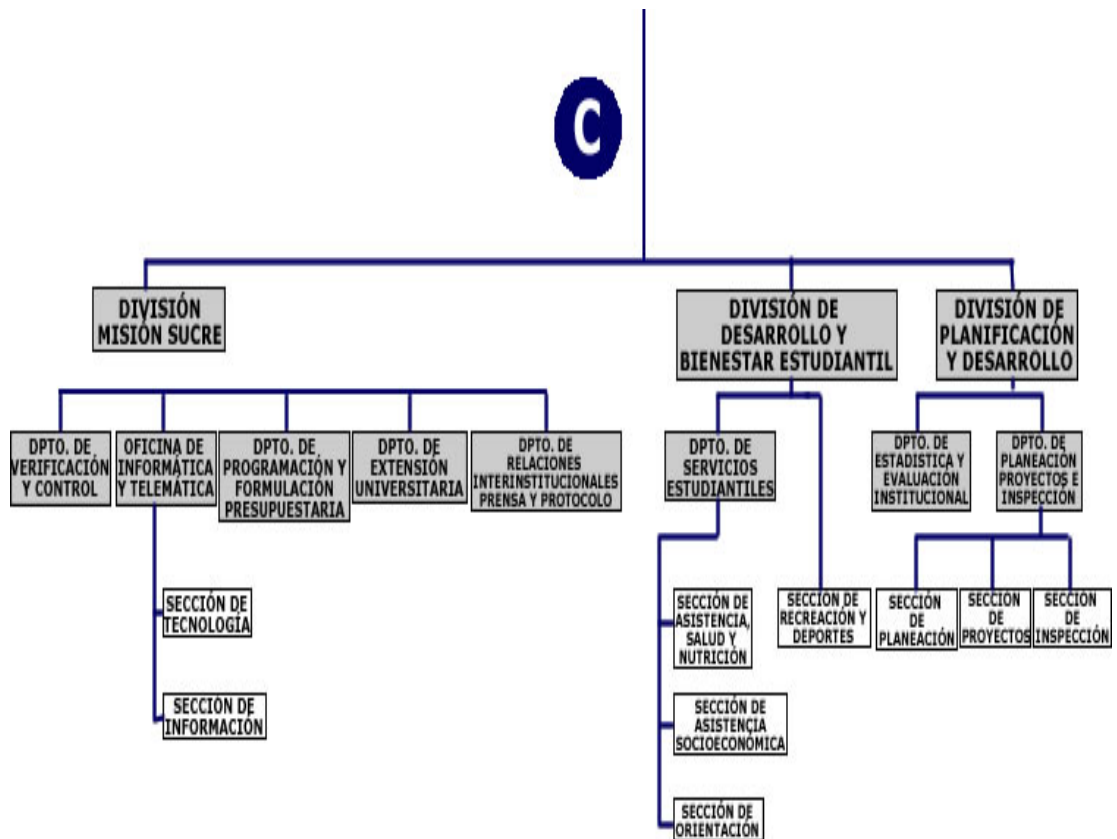 C
DIVISIÓN
MISIÓN SUCRE
DIVISIÓN DE
DESARROLLO Y
BIENESTAR ESTUDIANTIL
DIVISIÓN DE
PLANIFICACIÓN
Y DESARROLLO
DPTO. DE
VERIFICACIÓN
Y CONTROL
OFICINA DE
INFORMÁTICA
Y TELEMÁTICA
DPTO. DE
PROGRAMACIÓN Y
FORMULACIÓN
PRESUPUESTARIA
DPTO. DE
EXTENSIÓN
UNIVERSITARIA
DPTO. DE
RELACIONES
INTERINSTITUCIONALES
PRENSA Y PROTOCOLO
DPTO. DE
SERVICIOS
ESTUDIANTILES
DPTO. DE
ESTADISTICA Y
EVALUACIÓN
INSTITUCIONAL
DPTO. DE
PLANEACIÓN
PROYECTOS E
INSPECCIÓN
SECCIÓN DE
TECNOLOGÍA
SECCIÓN DE
INFORMACIÓN
SECCIÓN DE
ASISTENCIA,
SALUD Y
NUTRICIÓN
SECCIÓN DE
RECREACIÓN Y
DEPORTES
SECCIÓN
DE
PLANEACIÓN
SECCIÓN
DE
PROYECTOS
SECCIÓN
DE
INSPECCIÓN
SECCIÓN DE
ASISTENCIA
SOCIOECONÓMICA
SECCIÓN DE
ORIENTACIÓN